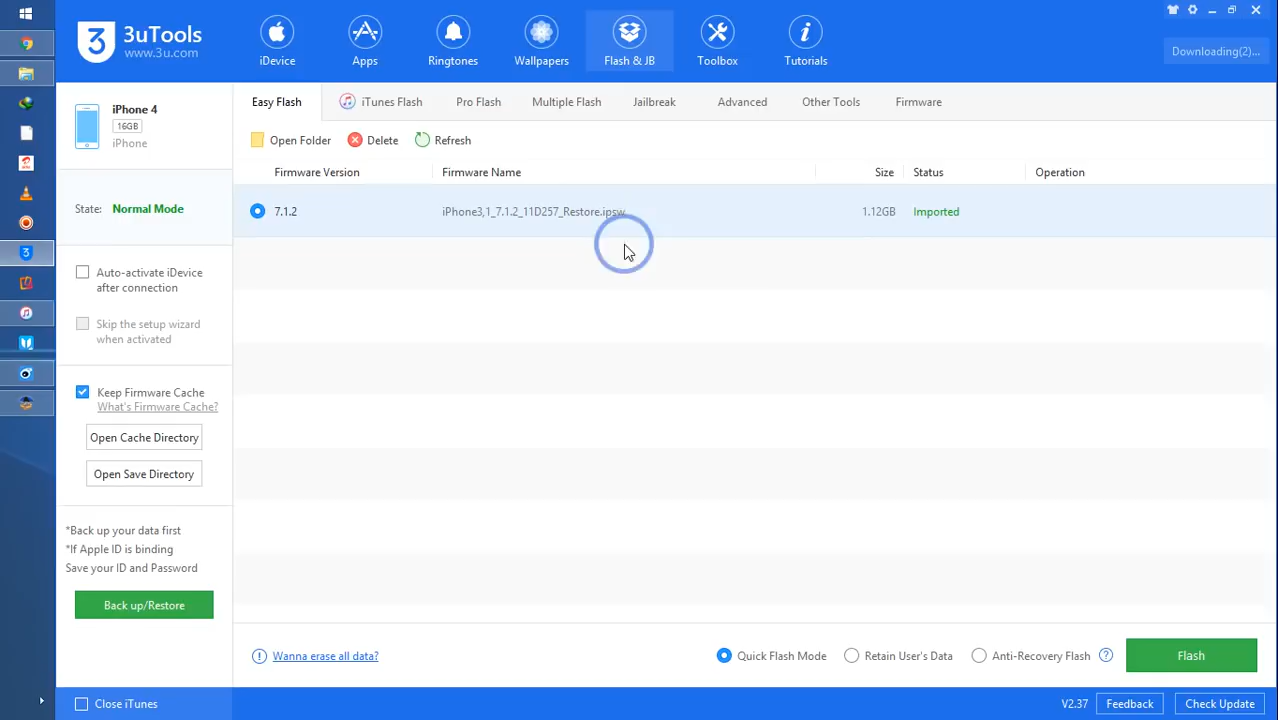 3 3uTools
www.3u.com
iDevice
Apps
Ringtones
Wallpapers
Flash & JB
Toolbox
Tutorials
Downloading(2)...
iPhone 4
16GB
iPhone
State: Normal Mode
Auto-activate iDevice
after connection
Skip the setup wizard
when activated
Keep Firmware Cache
What's Firmware Cache?
Open Cache Directory
Open Save Directory
*Back up your data first
*If Apple ID is binding
Save your ID and Password
Back up/Restore
Close iTunes
Easy Flash iTunes Flash Pro Flash Multiple Flash Jailbreak Advanced Other Tools Firmware
Open Folder Delete Refresh
Firmware Version Firmware Name Size Status Operation
7.1.2 iPhone3,1_7.1.2_11D257_Restore.ipsw 1.12GB Imported
Wanna erase all data? Quick Flash Mode Retain User's Data Anti-Recovery Flash ? Flash
V2.37 Feedback Check Update